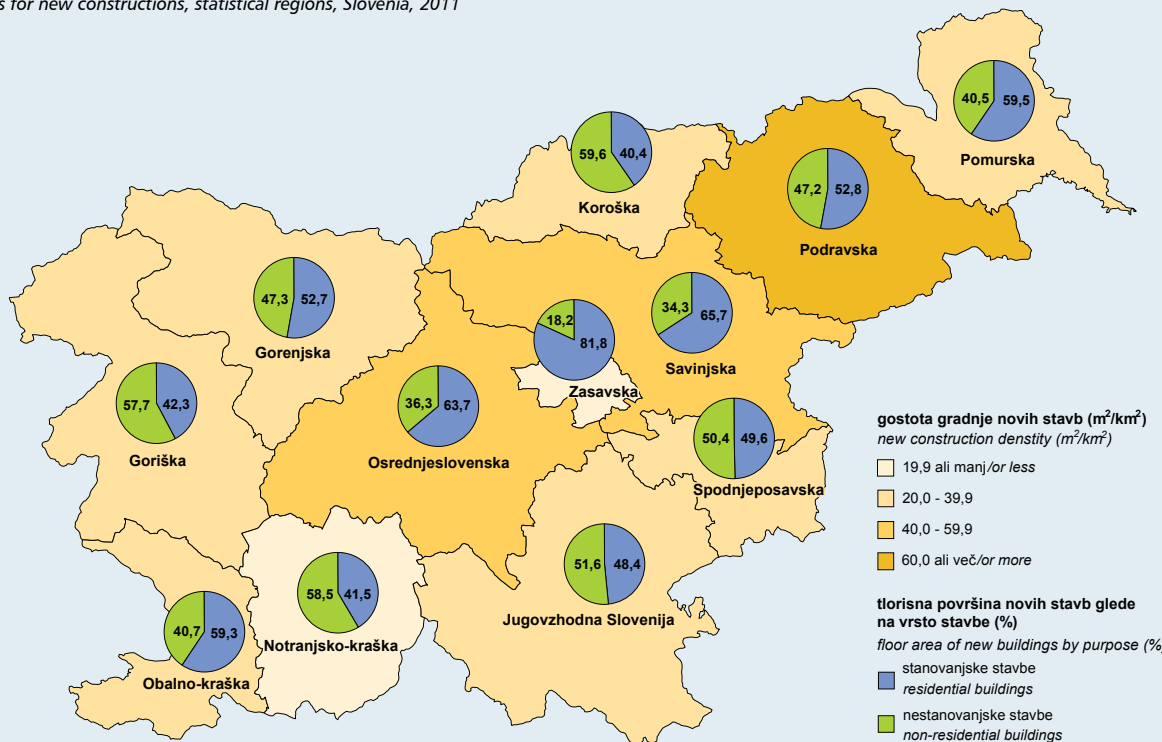 s for new constructions, statistical regions, Slovenia, 2011
40,5 59,5
Pomurska
59,6 40,4
Koroška
47,2 52,8
Podravska
47,3 52,7
Gorenjska
34,3 65,7
Savinjska
18,2
81,8
Zasavska
57,7 42,3
Goriška
36,3 63,7
Osrednjeslovenska
50,4 49,6
Spodnjeposavska
51,6 48,4
Jugovzhodna Slovenija
58,5 41,5
Notranjsko-kraška
40,7 59,3
Obalno-kraška
gostota gradnje novih stavb (m²/km²)
new construction denstity (m²/km²)
19,9 ali manj/or less
20,0 - 39,9
40,0 - 59,9
60,0 ali več/or more
tlorisna površina novih stavb glede
na vrsto stavbe (%)
floor area of new buildings by purpose (%
stanovanjske stavbe
residential buildings
nestanovanjske stavbe
non-residential buildings